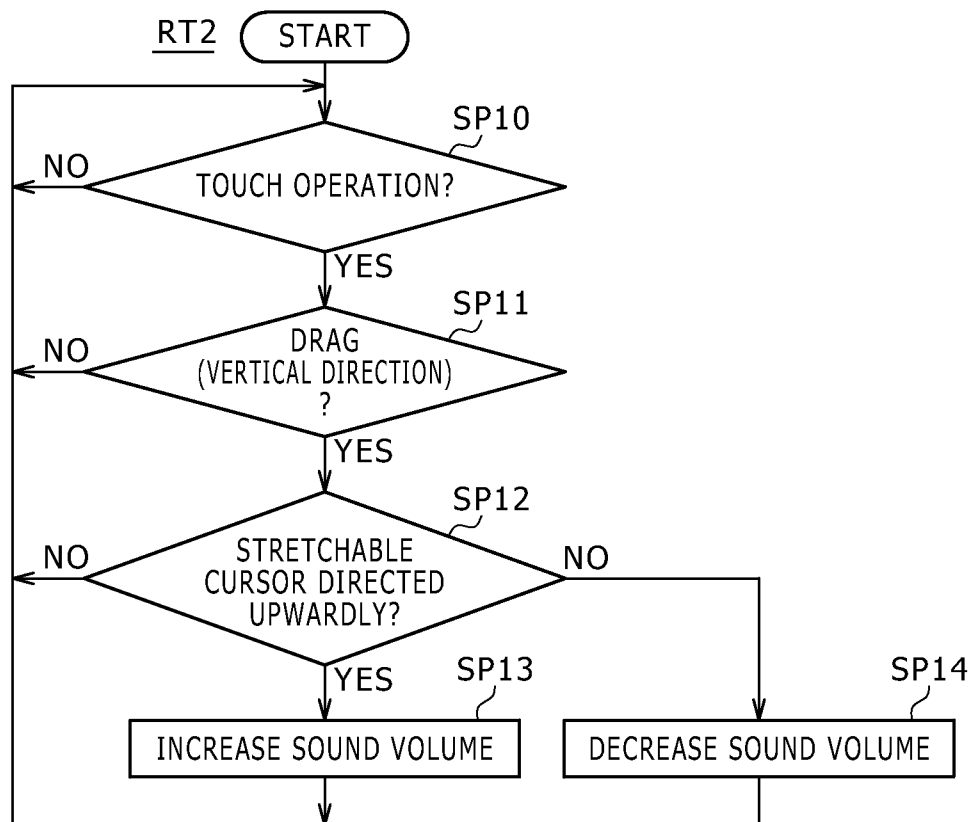 RT2
START
SP10
NO
TOUCH OPERATION?
YES
SP11
NO
DRAG
(VERTICAL DIRECTION)
?
YES
SP12
NO
STRETCHABLE
CURSOR DIRECTED
UPWARDLY?
NO
YES
SP13
SP14
INCREASE SOUND VOLUME
DECREASE SOUND VOLUME